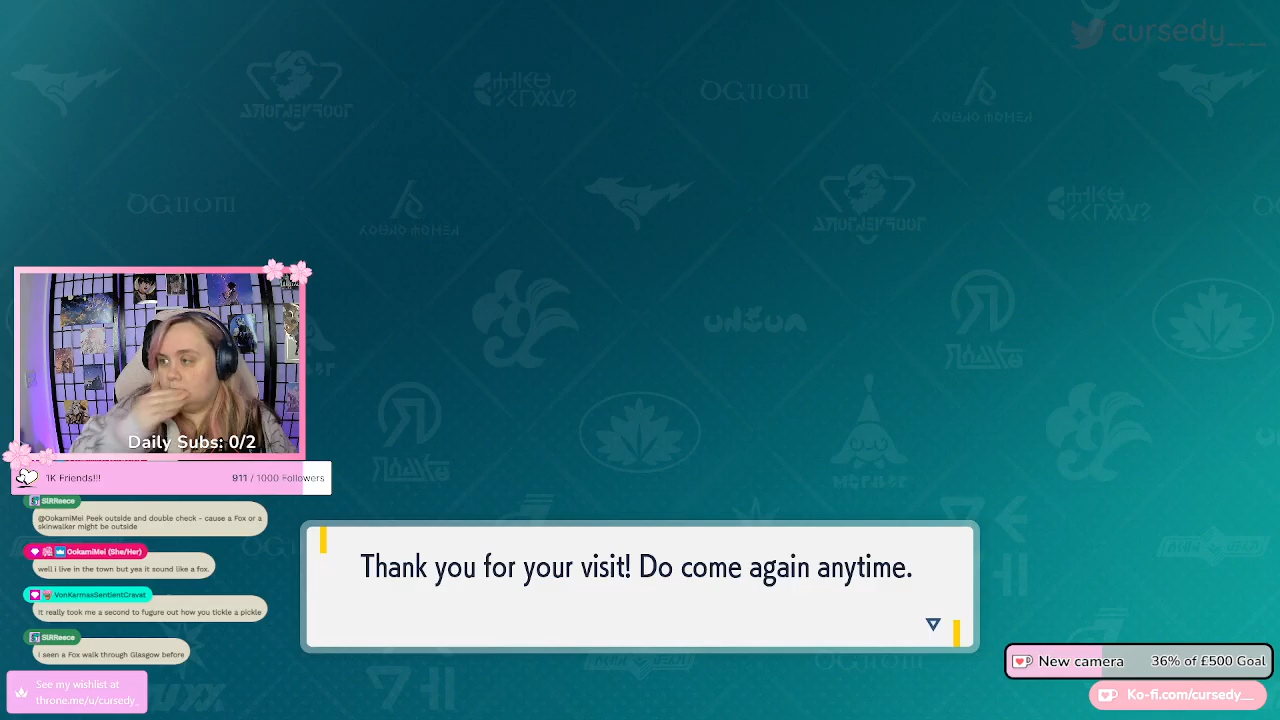 cursedy__
Daily Subs: 0/2
1K Friends!!!
911 / 1000 Followers
SlRReece
@OokamiMei Peek outside and double check - cause a Fox or a
skinwalker might be outside
OokamiMei (She/Her)
well i live in the town but yea it sound like a fox.
VonKarmasSentientCravat
It really took me a second to fugure out how you tickle a pickle
SlRReece
I seen a Fox walk through Glasgow before
See my wishlist at
throne.me/u/cursedy_
Thank you for your visit! Do come again anytime.
New camera
36% of £500 Goal
Ko-fi.com/cursedy__